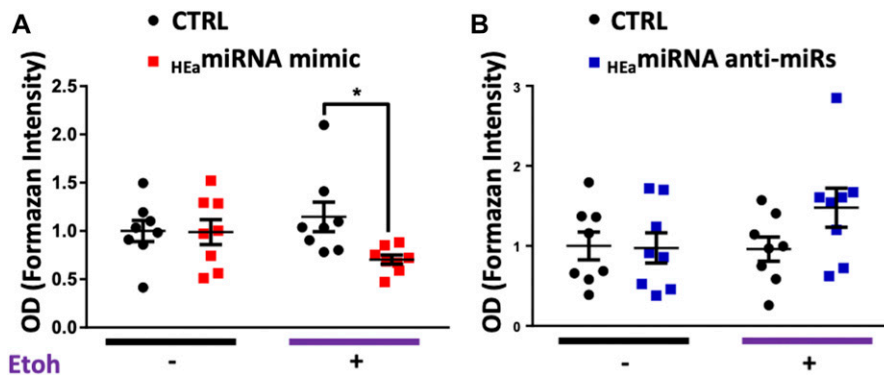 A
CTRL
HEamiRNA mimic
OD (Formazan Intensity)
2.5
2.0
1.5
1.0
0.5
0.0
*
Etoh
-
+
B
CTRL
HEamiRNA anti-miRs
OD (Formazan Intensity)
3
2
1
0
-
+